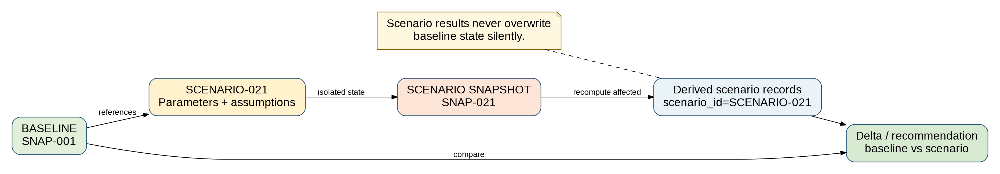 Scenario results never overwrite
baseline state silently.
SCENARIO-021
Parameters + assumptions
isolated state
SCENARIO SNAPSHOT
SNAP-021
recompute affected
Derived scenario records
scenario_id=SCENARIO-021
references
BASELINE
SNAP-001
compare
Delta / recommendation
baseline vs scenario